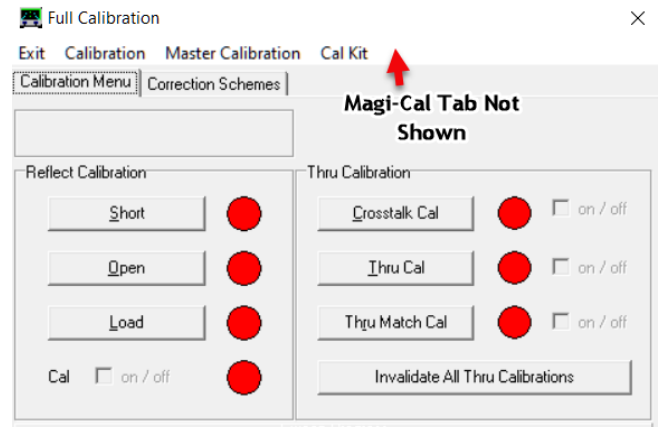 Full Calibration
Exit Calibration Master Calibration Cal Kit
Calibration Menu Correction Schemes
Magi-Cal Tab Not
Shown
Reflect Calibration Thru Calibration
Short Crosstalk Cal on / off
Open Thru Cal on / off
Load Thru Match Cal on / off
Cal on / off Invalidate All Thru Calibrations